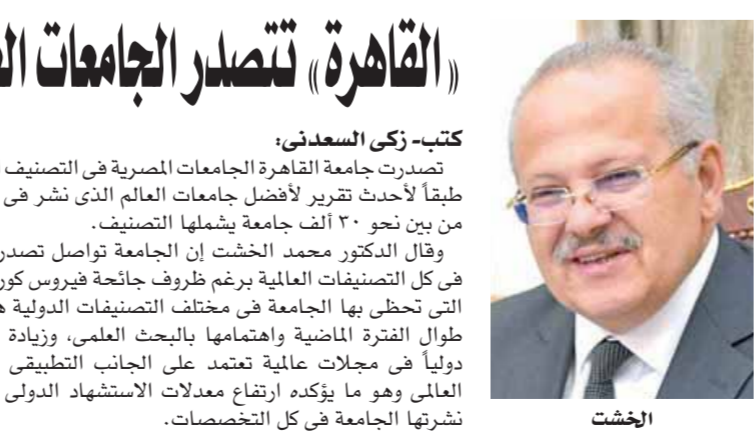 «القاهرة» تتصدر الجامعات
كتب- زكى السعدنى:
تصدرت جامعة القاهرة الجامعات المصرية فى التصنيف
طبقاً لأحدث تقرير لأفضل جامعات العالم الذى نشر فى
من بين نحو ٣٠ ألف جامعة يشملها التصنيف.
وقال الدكتور محمد الخشت إن الجامعة تواصل تصدر
فى كل التصنيفات العالمية برغم ظروف جائحة فيروس كور
التى تحظى بها الجامعة فى مختلف التصنيفات الدولية
طوال الفترة الماضية واهتمامها بالبحث العلمى، وزيادة
دولياً فى مجلات عالمية تعتمد على الجانب التطبيقى
العالمى وهو ما يؤكده ارتفاع معدلات الاستشهاد الدولى
نشرتها الجامعة فى كل التخصصات.
الخشت